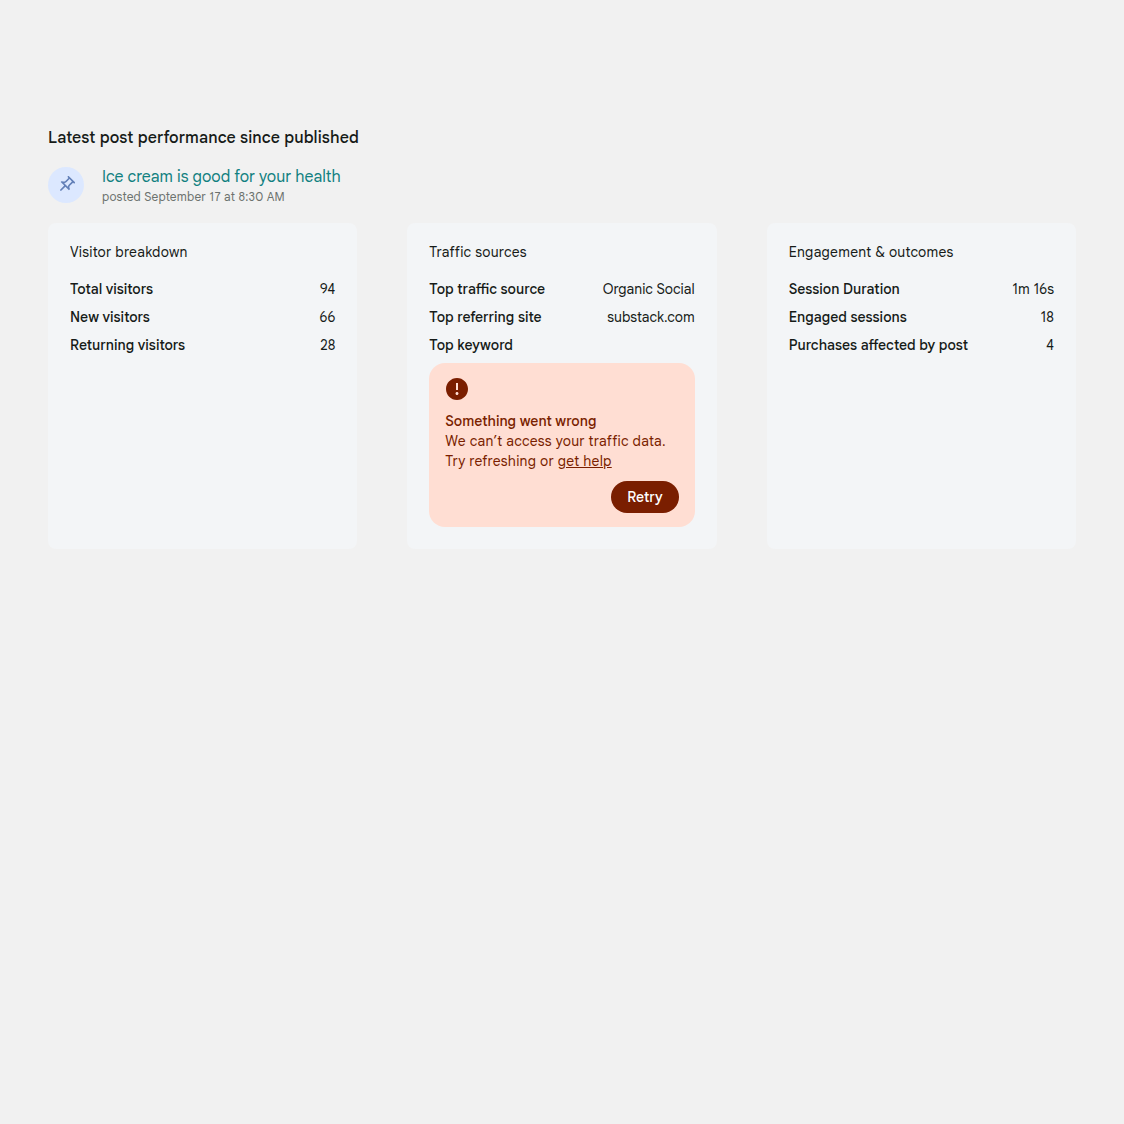 Latest post performance since published
Ice cream is good for your health
posted September 17 at 8:30 AM
Visitor breakdown
Total visitors 94
New visitors 66
Returning visitors 28
Traffic sources
Top traffic source Organic Social
Top referring site substack.com
Top keyword
Something went wrong
We can’t access your traffic data.
Try refreshing or get help
Retry
Engagement & outcomes
Session Duration 1m 16s
Engaged sessions 18
Purchases affected by post 4